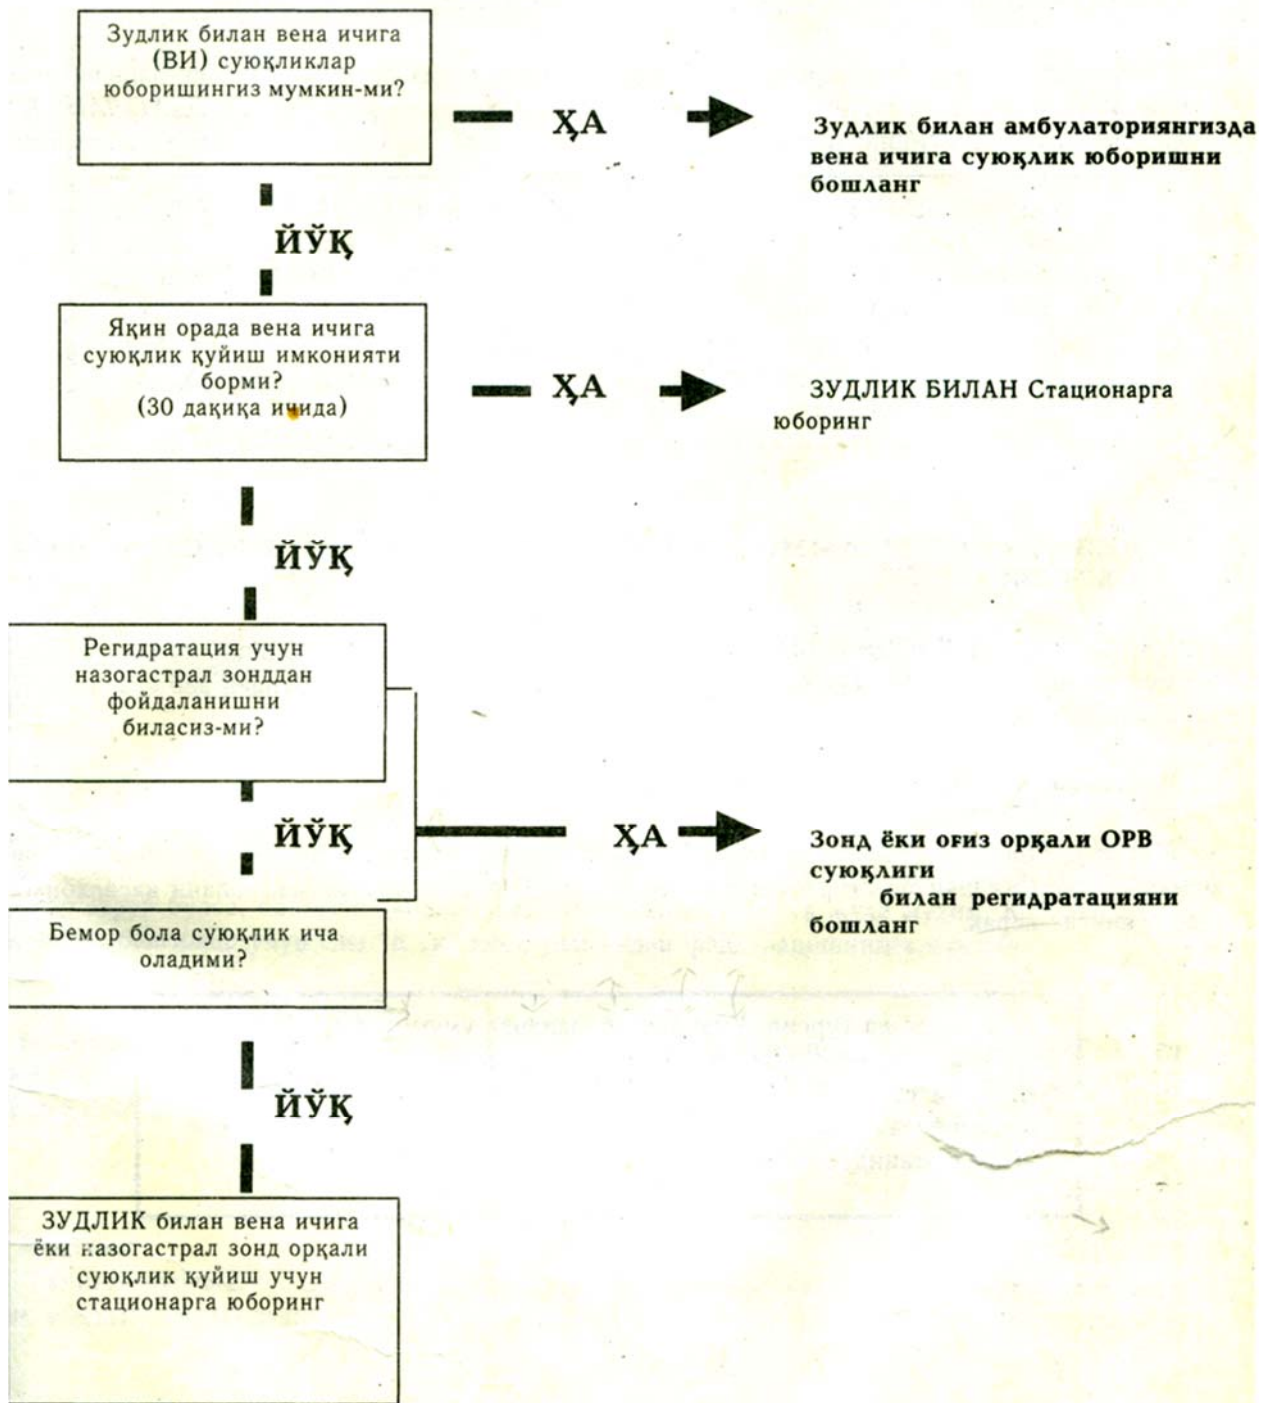 Зудлик билан вена ичига
(ВИ) суюқликлар
юборишингиз мумкин-ми?
ҲА
Зудлик билан амбулаториянгизда
вена ичига суюқлик юборишни
бошланг
ЙЎҚ
Яқин орада вена ичига
суюқлик қуйиш имконияти
борми?
(30 дақиқа ичида)
ҲА
ЗУДЛИК БИЛАН Стационарга
юборинг
ЙЎҚ
Регидратация учун
назогастрал зонддан
фойдаланишни
биласиз-ми?
ЙЎҚ
ҲА
Зонд ёки оғиз орқали ОРВ
суюқлиги
билан регидратацияни
бошланг
Бемор бола суюқлик ича
оладими?
ЙЎҚ
ЗУДЛИК билан вена ичига
ёки назогастрал зонд орқали
суюқлик қуйиш учун
стационарга юборинг